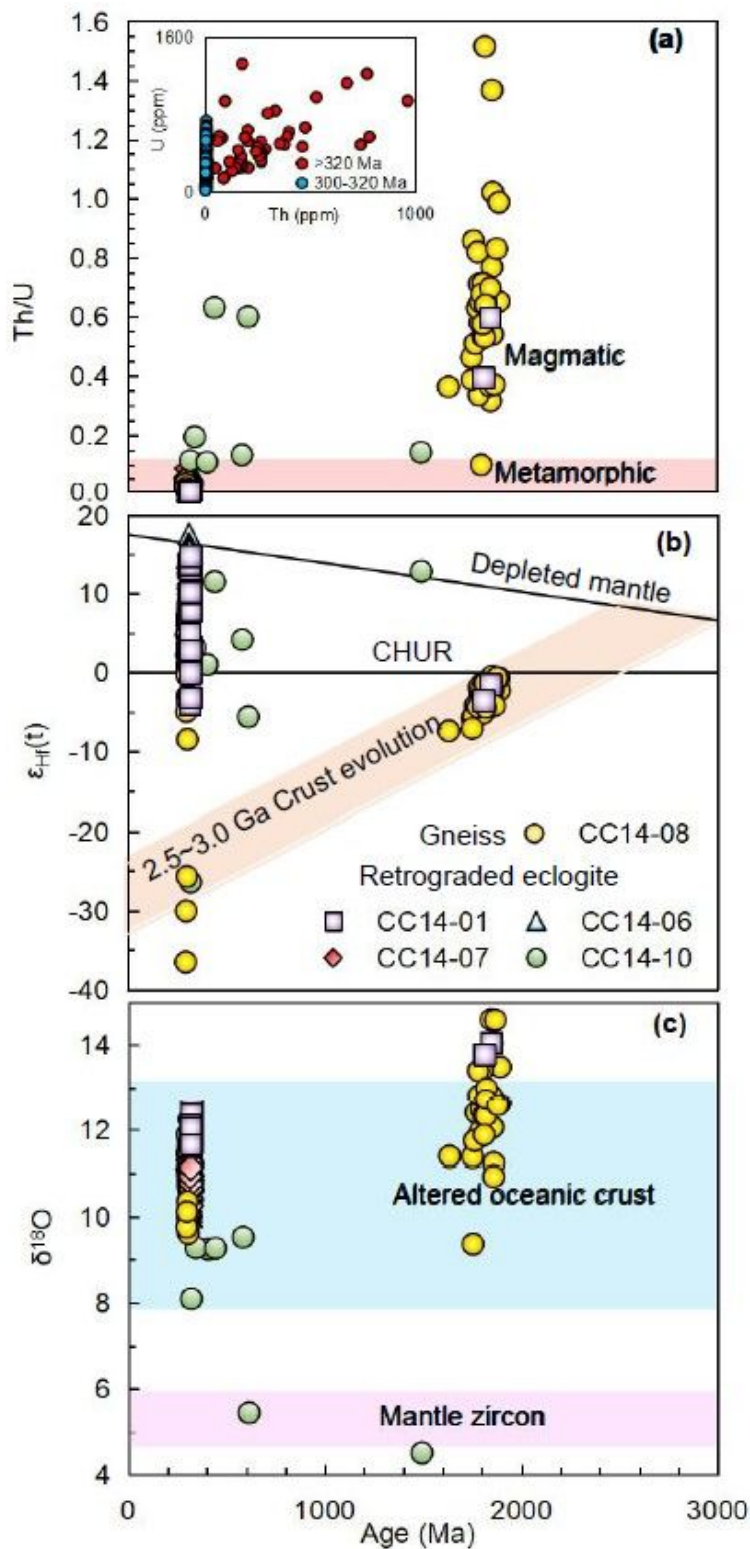 (a)
1.6
1.4
1.2
1.0
0.8
0.6
0.4
0.2
0.0
Th/U
1600
0
U (ppm)
>320 Ma
300-320 Ma
0
1000
Th (ppm)
Magmatic
Metamorphic
(b)
20
10
0
-10
-20
-30
-40
εHf(t)
Depleted mantle
CHUR
2.5~3.0 Ga Crust evolution
Gneiss CC14-08
Retrograded eclogite
CC14-01 CC14-06
CC14-07 CC14-10
(c)
14
12
10
8
6
4
δ¹⁸O
Altered oceanic crust
Mantle zircon
0 1000 2000 3000
Age (Ma)